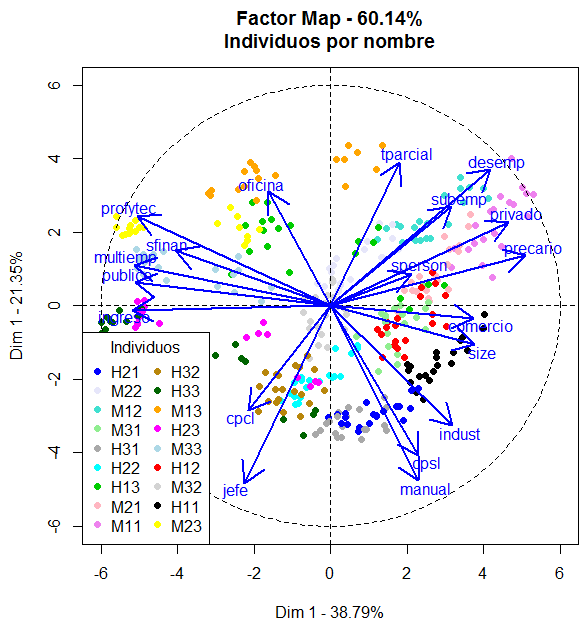 Factor Map - 60.14%
Individuos por nombre
6
4
2
0
-2
-4
-6
Dim 1 - 21.35%
tparcial
desemp
oficina
subemp
profytec
privado
sfinan
precario
multiemp
sperson
publico
ingreso
comercio
size
cpcl
indust
cpsl
jefe
manual
Individuos
H21 H32
M22 H33
M12 M13
M31 H23
H31 M33
H22 H12
H13 M32
M21 H11
M11 M23
-6 -4 -2 0 2 4 6
Dim 1 - 38.79%